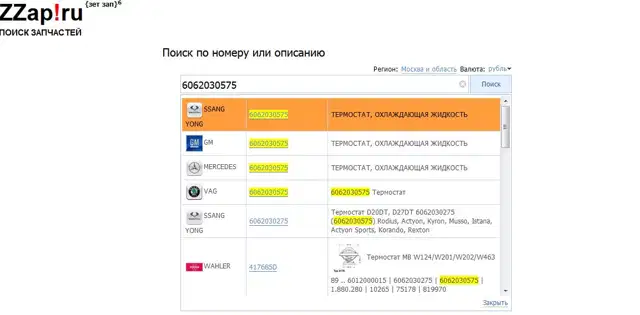 ZZap!ru (зет зап)6
ПОИСК ЗАПЧАСТЕЙ
Поиск по номеру или описанию
Регион: Москва и область Валюта: рубль
6062030575 Поиск
SSANG YONG 6062030575 ТЕРМОСТАТ, ОХЛАЖДАЮЩАЯ ЖИДКОСТЬ
GM 6062030575 ТЕРМОСТАТ, ОХЛАЖДАЮЩАЯ ЖИДКОСТЬ
MERCEDES 6062030575 ТЕРМОСТАТ, ОХЛАЖДАЮЩАЯ ЖИДКОСТЬ
VAG 6062030575 6062030575 Термостат
SSANG YONG 6062030275 Термостат D20DT, D27DT 6062030275
(6062030575) Rodius, Actyon, Kyron, Musso, Istana,
Actyon Sports, Korando, Rexton
WAHLER 417665D Термостат MB W124/W201/W202/W463
89 .. 6012000015 | 6062030275 | 6062030575 |
1.880.280 | 10265 | 75178 | 819970
Закрыть